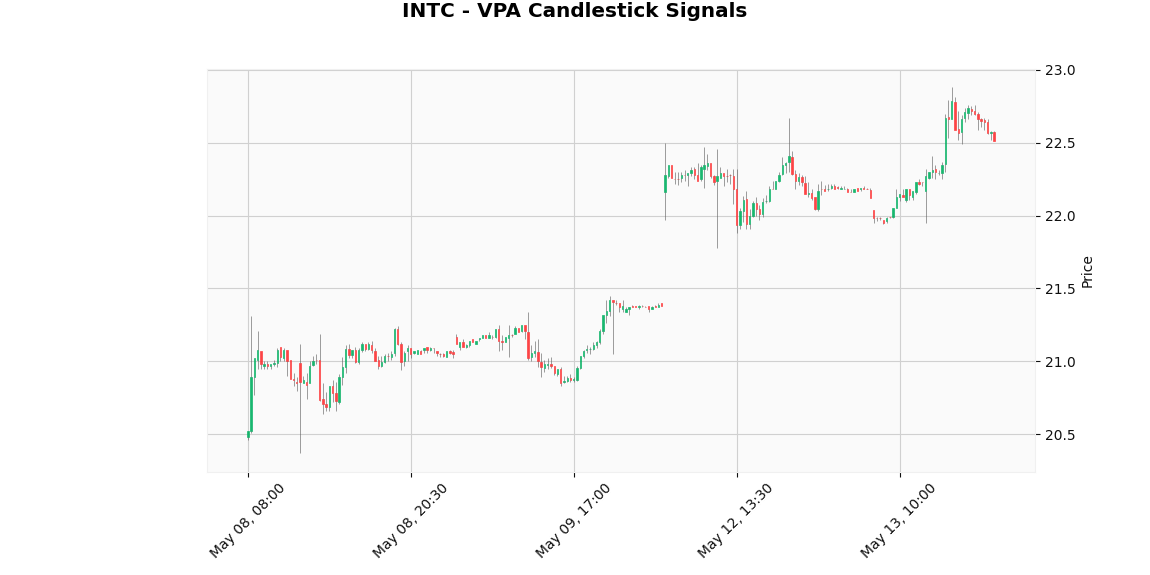 INTC - VPA Candlestick Signals
23.0
22.5
22.0
21.5
21.0
20.5
Price
May 08, 08:00
May 08, 20:30
May 09, 17:00
May 12, 13:30
May 13, 10:00